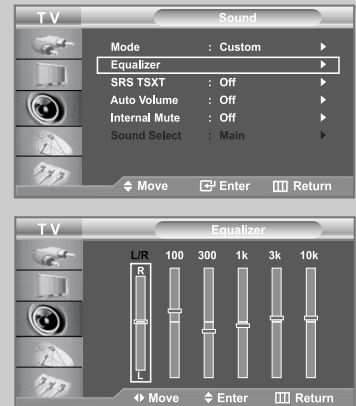 TV Sound
Mode : Custom
Equalizer
SRS TSXT : Off
Auto Volume : Off
Internal Mute : Off
Sound Select : Main
Move Enter Return
TV Equalizer
L/R 100 300 1k 3k 10k
R
L
Move Enter Return